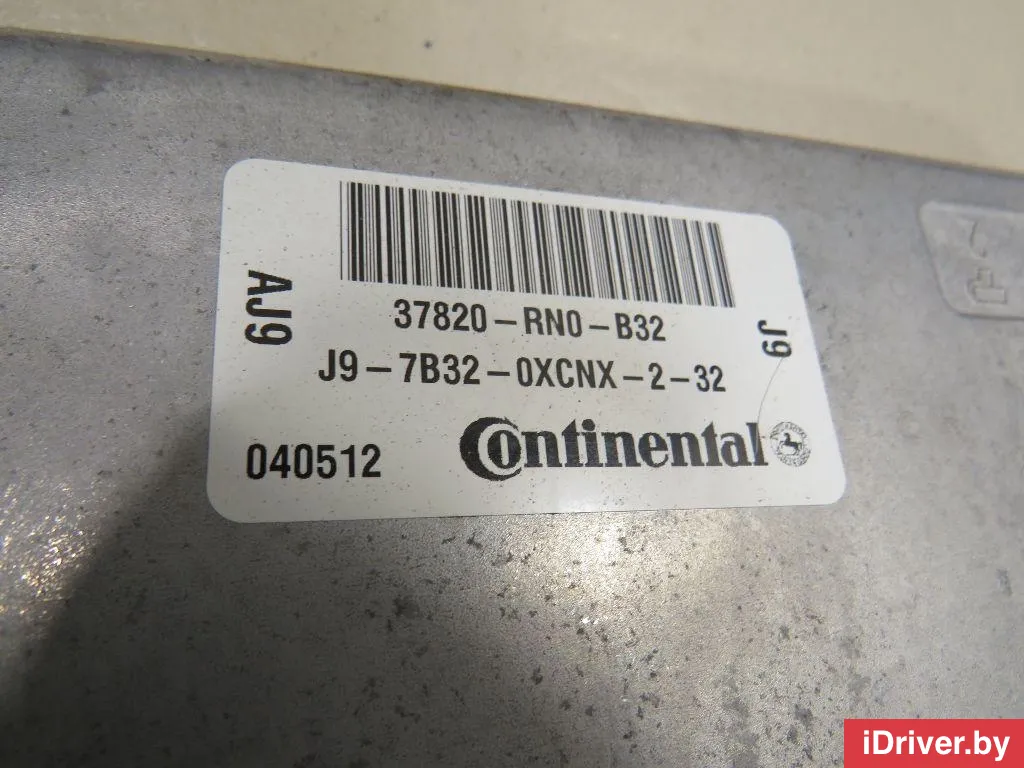 AJ9
37820-RN0-B32
J9
J9-7B32-0XCNX-2-32
040512
Continental
iDriver.by